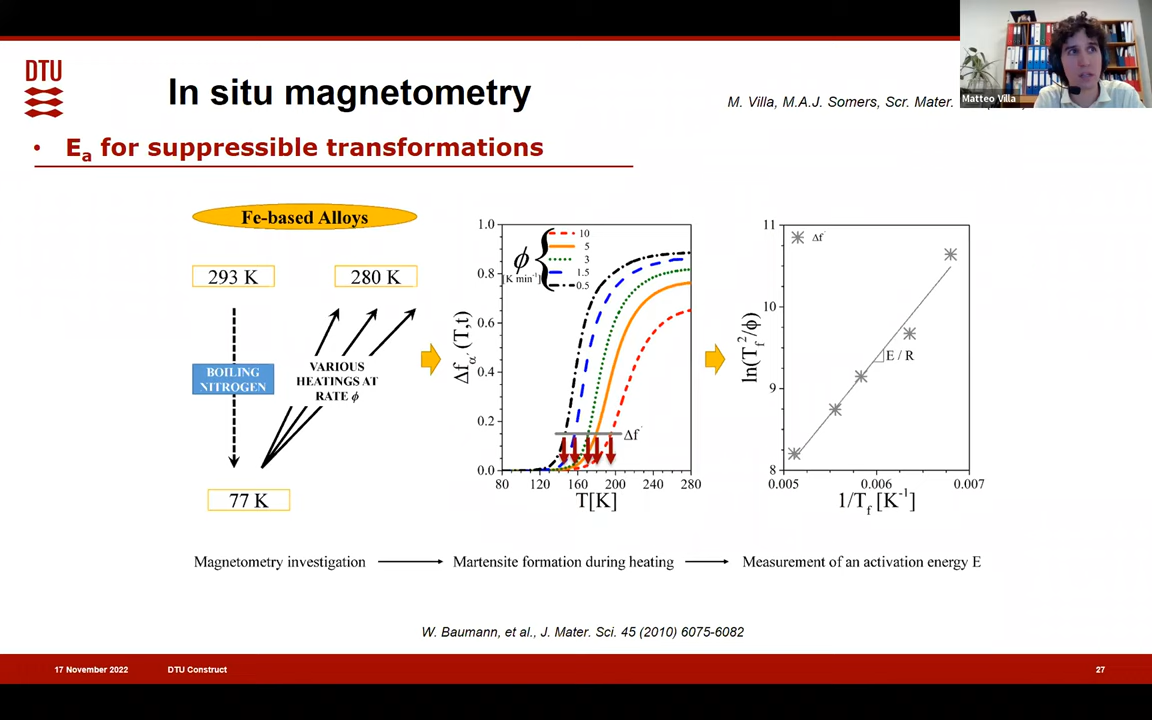 DTU
In situ magnetometry
M. Villa, M.A.J. Somers, Scr. Mater.
Matteo Villa
• Ea for suppressible transformations
Fe-based Alloys
293 K
280 K
BOILING
NITROGEN
VARIOUS
HEATINGS AT
RATE ϕ
77 K
1.0
0.8
0.6
0.4
0.2
0.0
Δfα'(T,t)
ϕ
[K min-1]
10
5
3
1.5
0.5
Δf'
80 120 160 200 240 280
T[K]
11
10
9
8
ln(Tf2/ϕ)
Δf'
E / R
0.005 0.006 0.007
1/Tf [K-1]
Magnetometry investigation
Martensite formation during heating
Measurement of an activation energy E
W. Baumann, et al., J. Mater. Sci. 45 (2010) 6075-6082
17 November 2022
DTU Construct
27